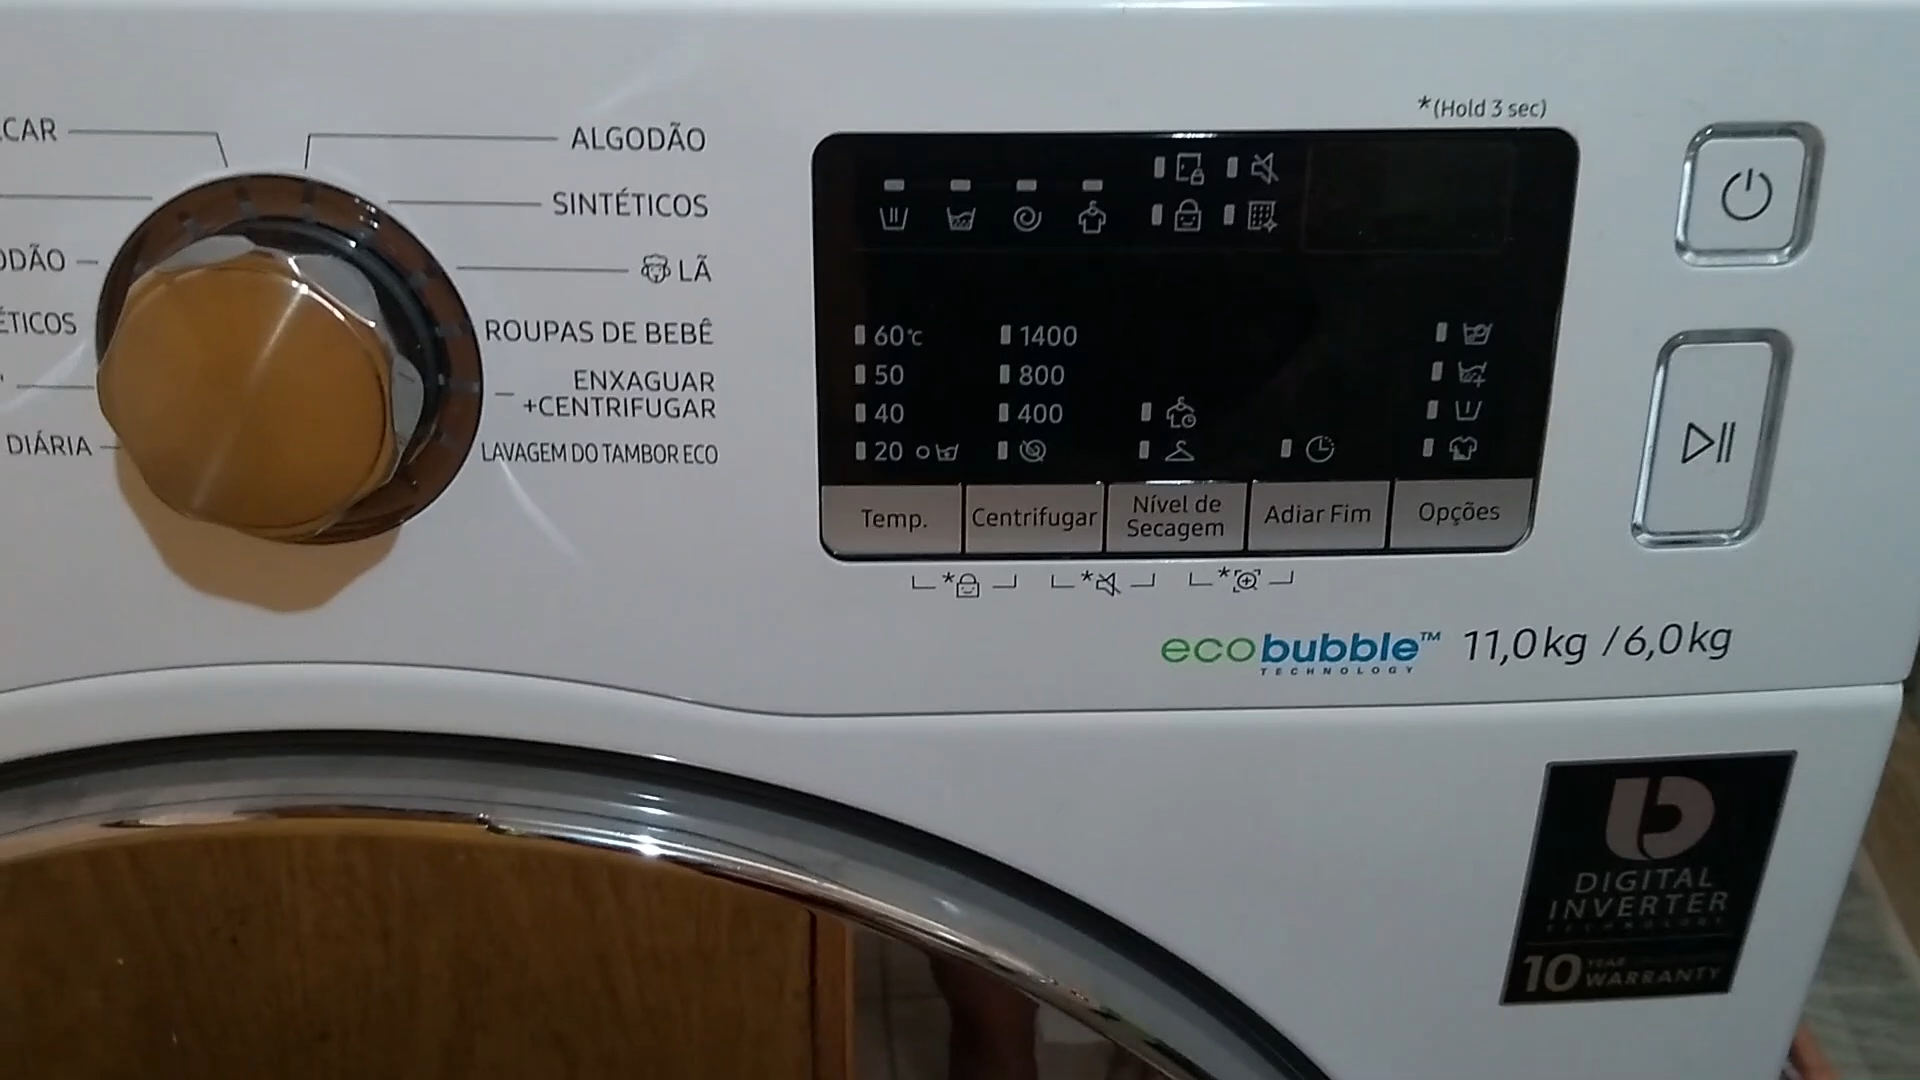 *(Hold 3 sec)
CAR
ALGODÃO
SINTÉTICOS
LÃ
ODÃO
ÉTICOS
ROUPAS DE BEBÊ
ENXAGUAR
+CENTRIFUGAR
DIÁRIA
LAVAGEM DO TAMBOR ECO
60℃ 1400
50 800
40 400
20
Temp. Centrifugar Nível de Secagem Adiar Fim Opções
* * *
ecobubble™ 11,0kg / 6,0kg
TECHNOLOGY
DIGITAL
INVERTER
TECHNOLOGY
10 YEAR
WARRANTY